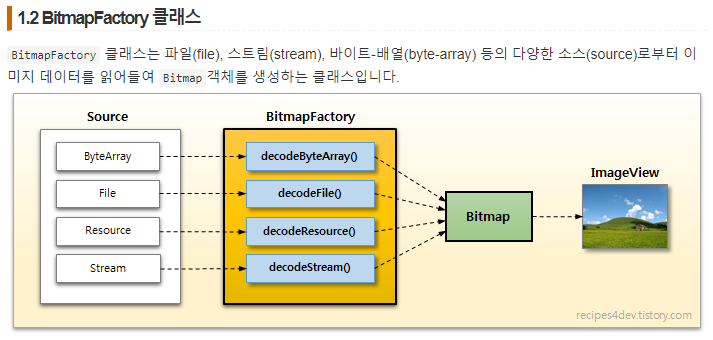 1.2 BitmapFactory 클래스
BitmapFactory 클래스는 파일(file), 스트림(stream), 바이트-배열(byte-array) 등의 다양한 소스(source)로부터 이
미지 데이터를 읽어들여 Bitmap 객체를 생성하는 클래스입니다.
Source
BitmapFactory
ByteArray
decodeByteArray()
File
decodeFile()
Resource
decodeResource()
Stream
decodeStream()
Bitmap
ImageView
recipes4dev.tistory.com